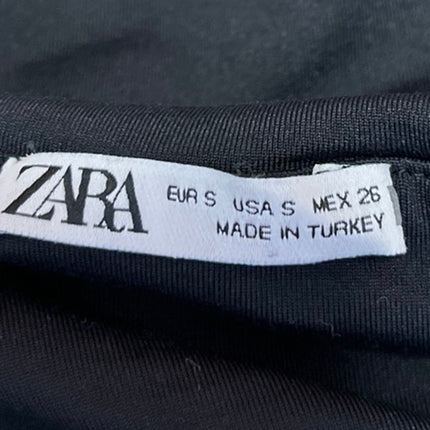 ZARA
EUR S USA S MEX 26
MADE IN TURKEY